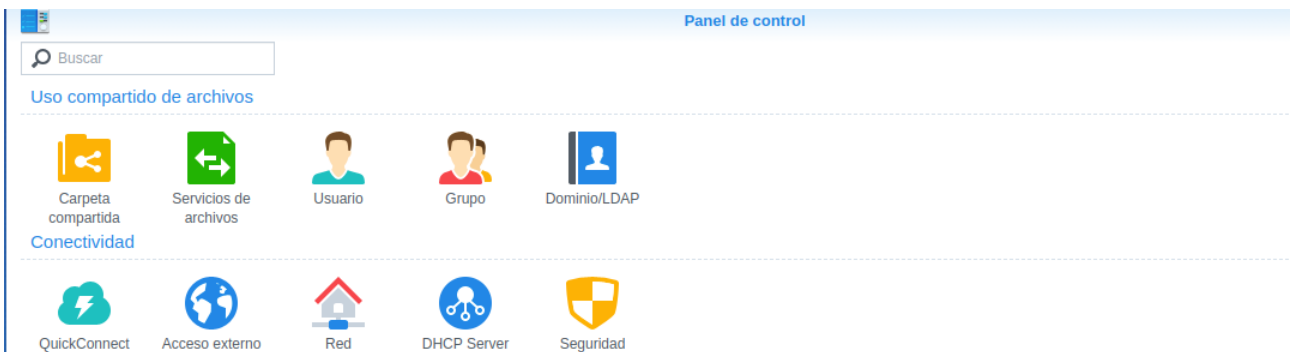 Panel de control
Buscar
Uso compartido de archivos
Carpeta compartida
Servicios de archivos
Usuario
Grupo
Dominio/LDAP
Conectividad
QuickConnect
Acceso externo
Red
DHCP Server
Seguridad